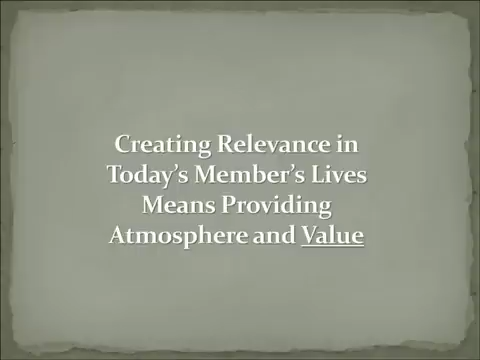 Creating Relevance in
Today’s Member’s Lives
Means Providing
Atmosphere and Value